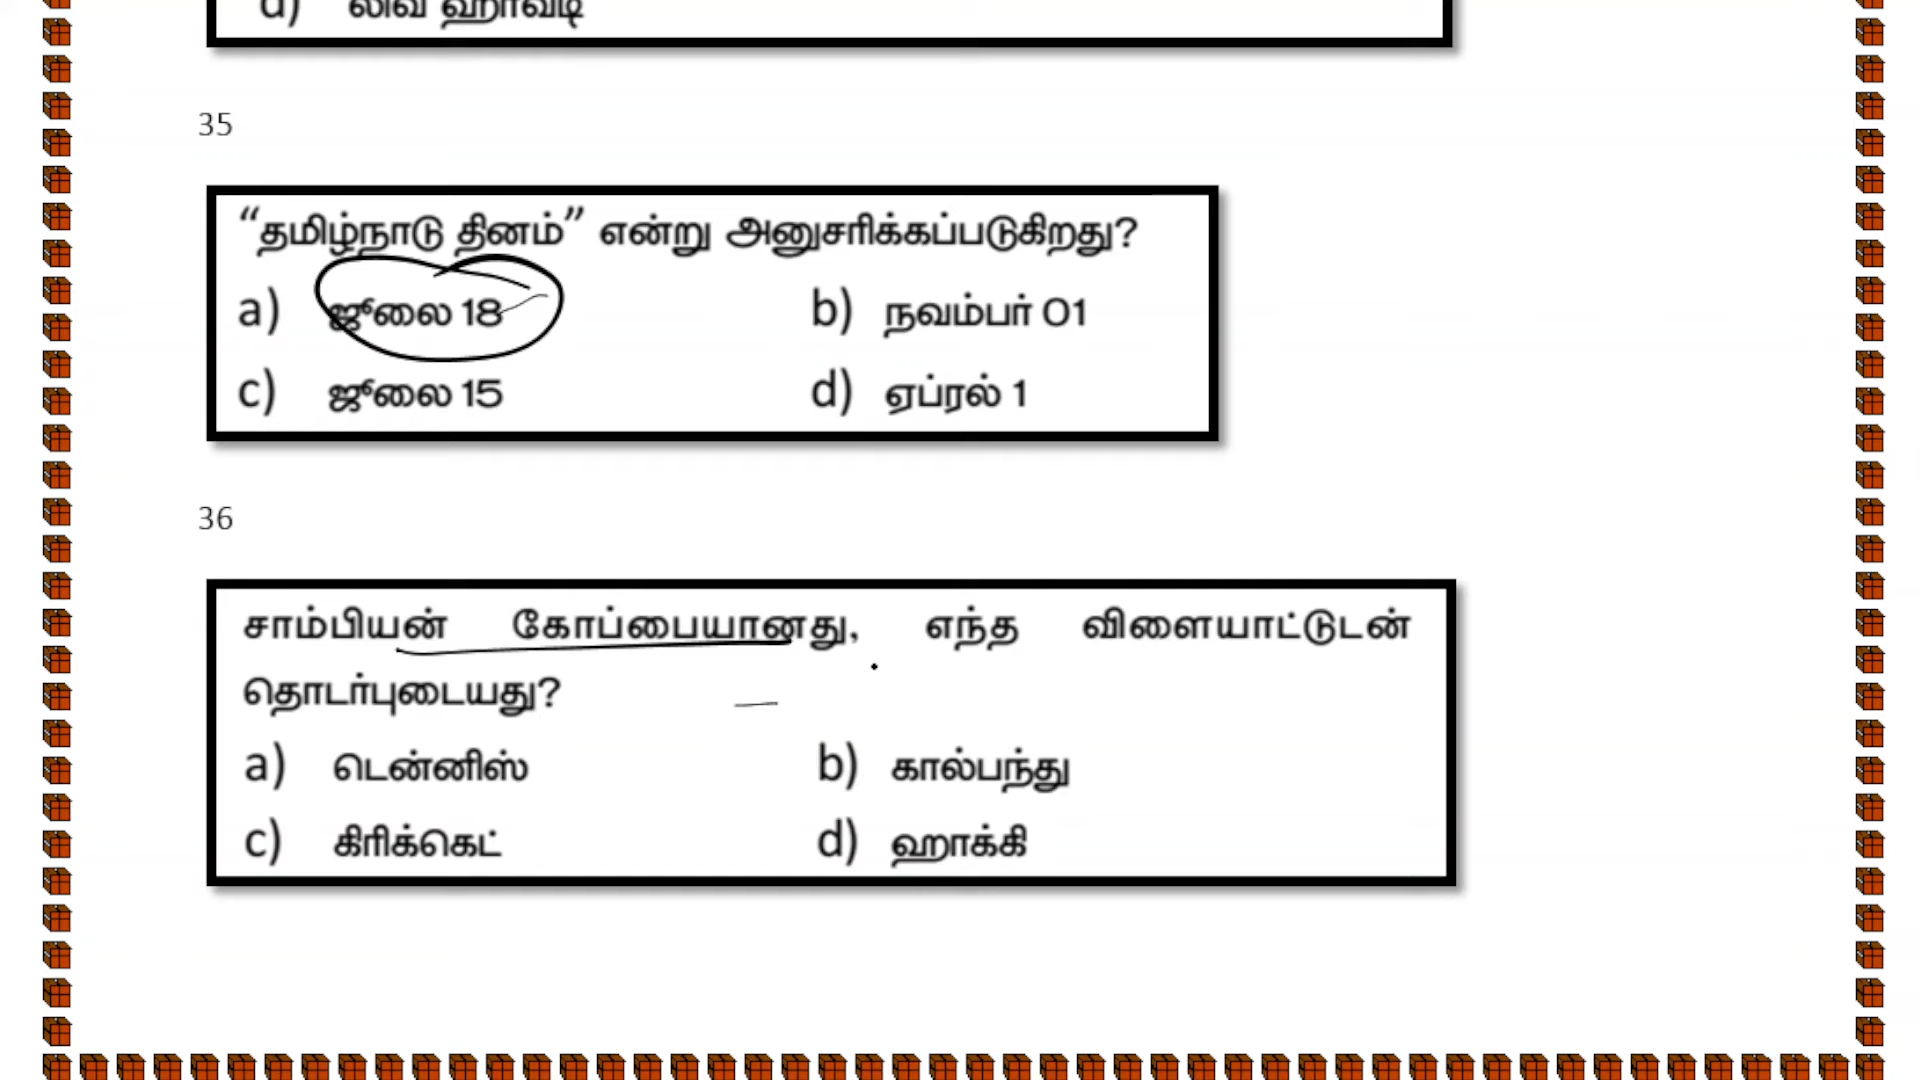 d) லிவ் ஹார்வடி
35
“தமிழ்நாடு தினம்” என்று அனுசரிக்கப்படுகிறது?
a) ஜூலை 18 b) நவம்பர் 01
c) ஜூலை 15 d) ஏப்ரல் 1
36
சாம்பியன் கோப்பையானது, எந்த விளையாட்டுடன்
தொடர்புடையது?
a) டென்னிஸ் b) கால்பந்து
c) கிரிக்கெட் d) ஹாக்கி